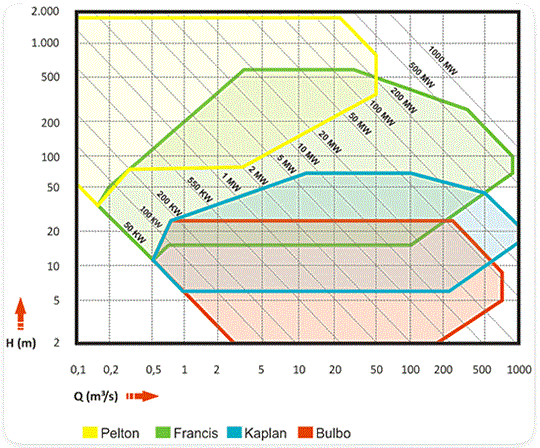 2.000
1.000
500
200
100
50
20
10
5
2
H (m)
1000 MW
500 MW
200 MW
100 MW
50 MW
20 MW
10 MW
5 MW
2 MW
1 MW
550 KW
200 KW
100 KW
50 KW
0,1 0,2 0,5 1 2 5 10 20 50 100 200 500 1000
Q (m³/s)
Pelton Francis Kaplan Bulbo